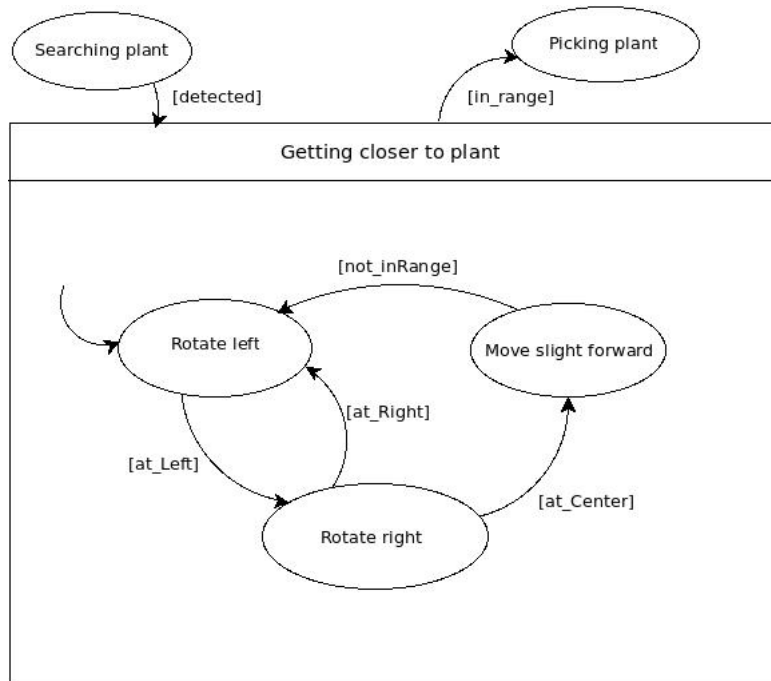 Searching plant
Picking plant
[detected]
[in_range]
Getting closer to plant
[not_inRange]
Rotate left
Move slight forward
[at_Right]
[at_Left]
[at_Center]
Rotate right